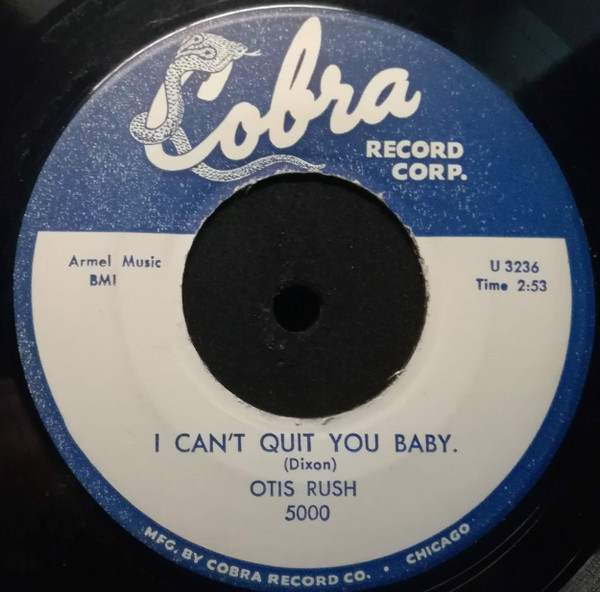 Cobra
RECORD
CORP.
Armel Music
BMI
U 3236
Time 2:53
I CAN'T QUIT YOU BABY.
(Dixon)
OTIS RUSH
5000
MFG. BY COBRA RECORD CO. • CHICAGO